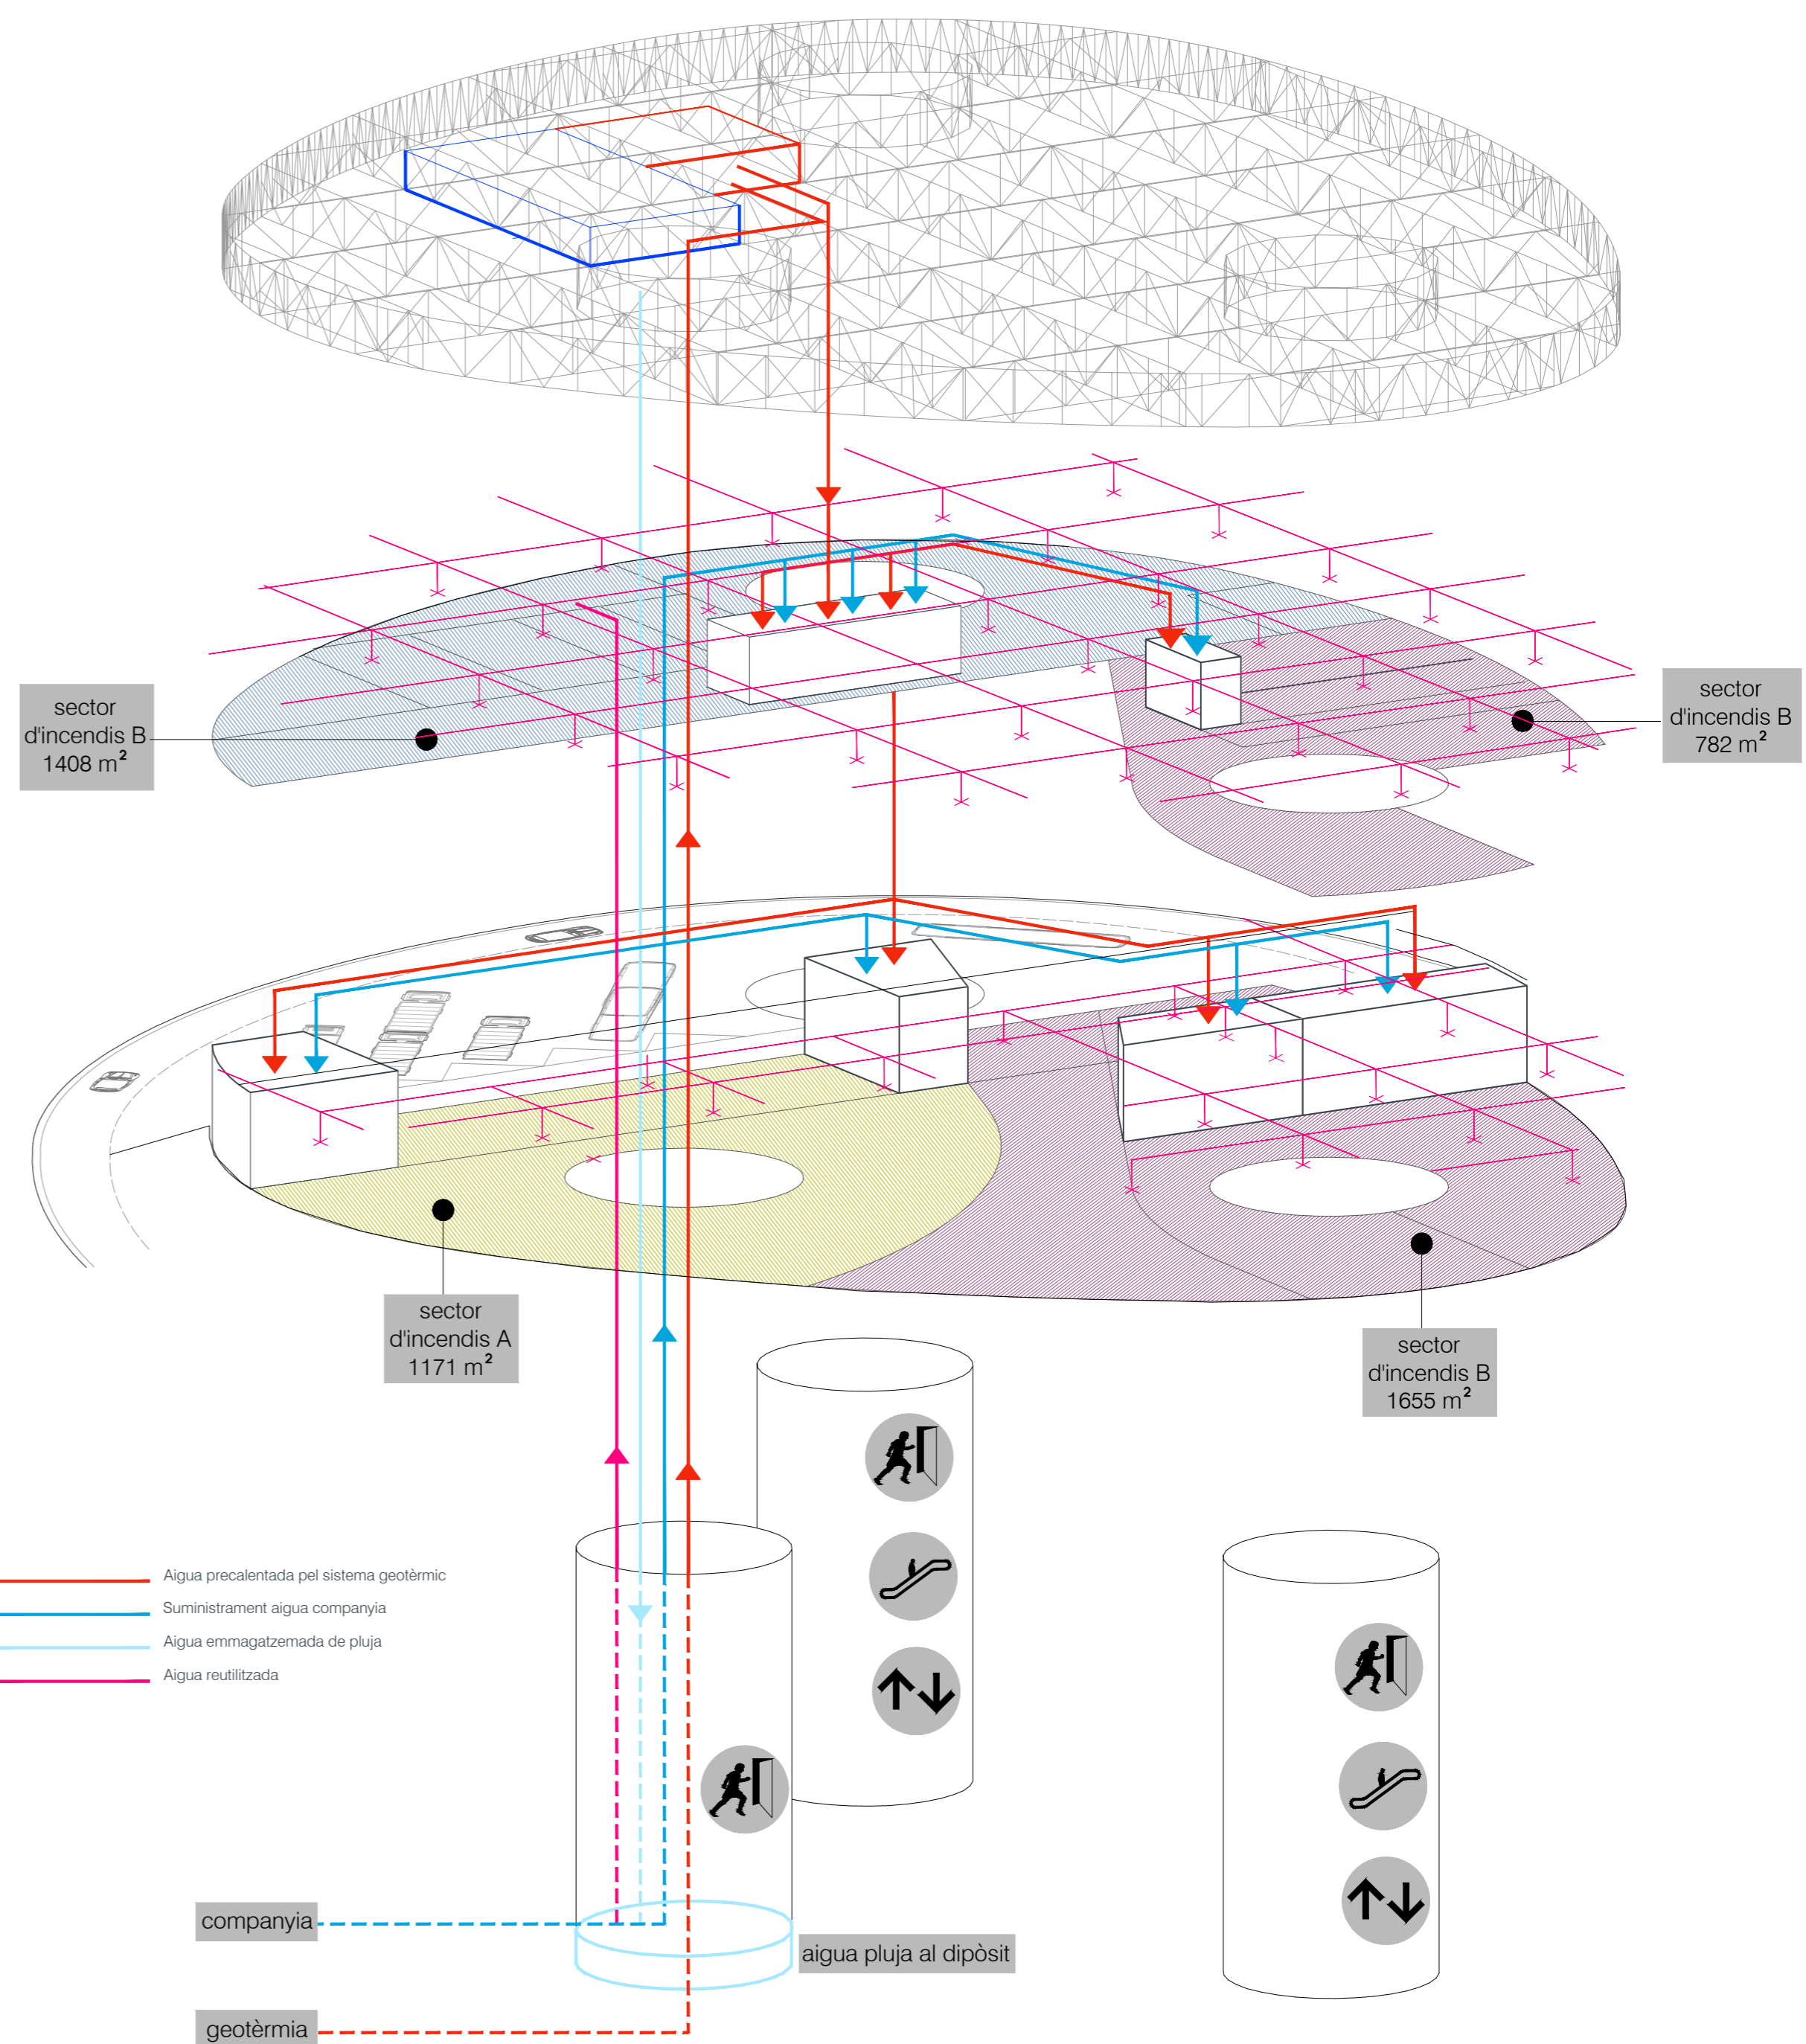 sector
d'incendis B
1408 m²
sector
d'incendis B
782 m²
sector
d'incendis A
1171 m²
sector
d'incendis B
1655 m²
Aigua precalentada pel sistema geotèrmic
Suministrament aigua companyia
Aigua emmagatzemada de pluja
Aigua reutilitzada
companyia
aigua pluja al dipòsit
geotèrmia